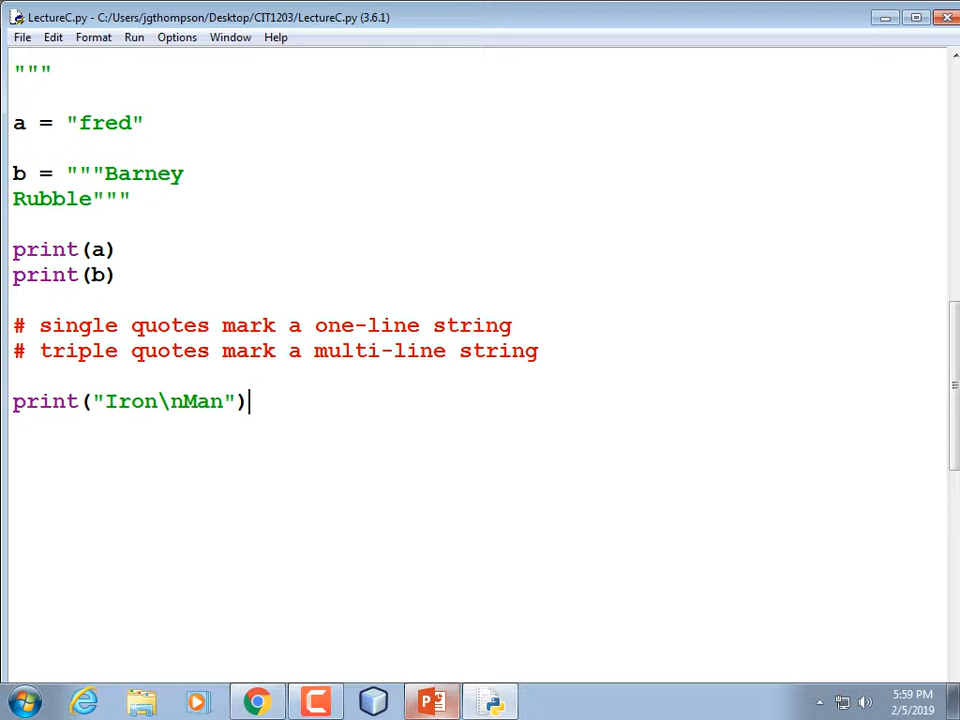 LectureC.py - C:/Users/jgthompson/Desktop/CIT1203/LectureC.py (3.6.1)
File Edit Format Run Options Window Help
"""
a = "fred"
b = """Barney
Rubble"""
print(a)
print(b)
# single quotes mark a one-line string
# triple quotes mark a multi-line string
print("Iron\nMan")
5:59 PM
2/5/2019